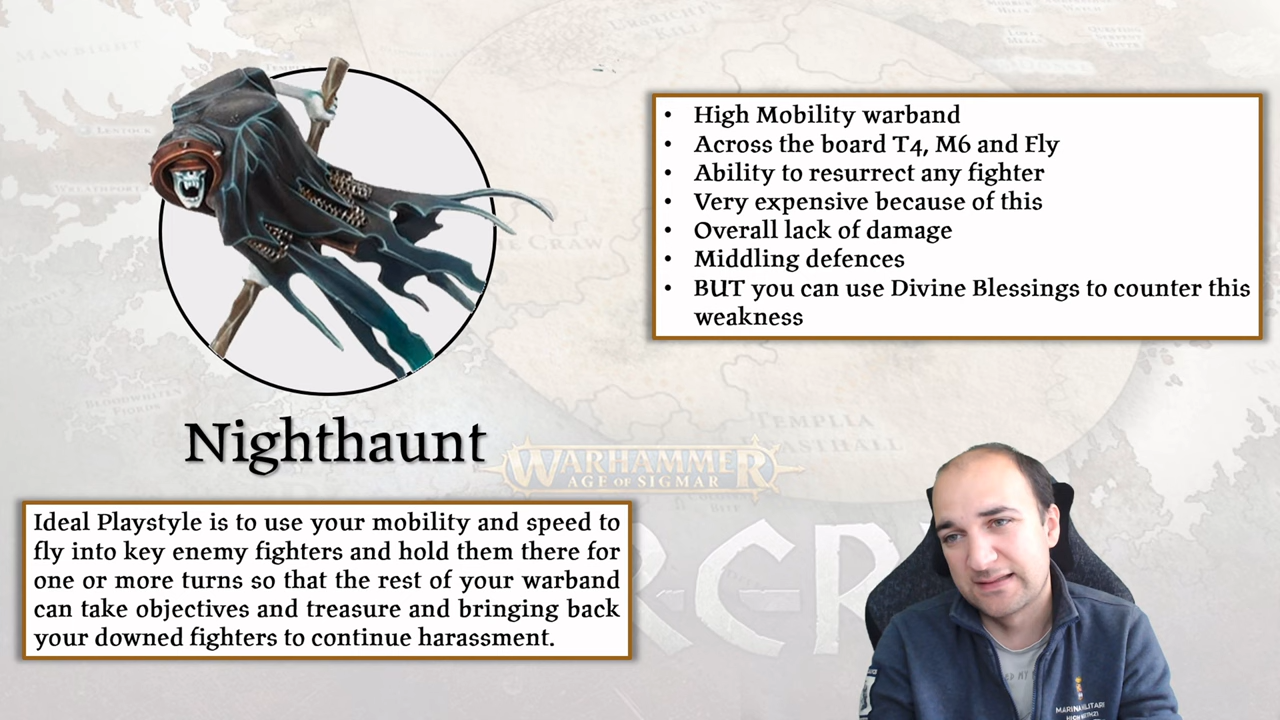 High Mobility warband
Across the board T4, M6 and Fly
Ability to resurrect any fighter
Very expensive because of this
Overall lack of damage
Middling defences
BUT you can use Divine Blessings to counter this
weakness
Nighthaunt
WARHAMMER
AGE OF SIGMAR
TEMPLIA
Ideal Playstyle is to use your mobility and speed to
fly into key enemy fighters and hold them there for
one or more turns so that the rest of your warband
can take objectives and treasure and bringing back
your downed fighters to continue harassment.